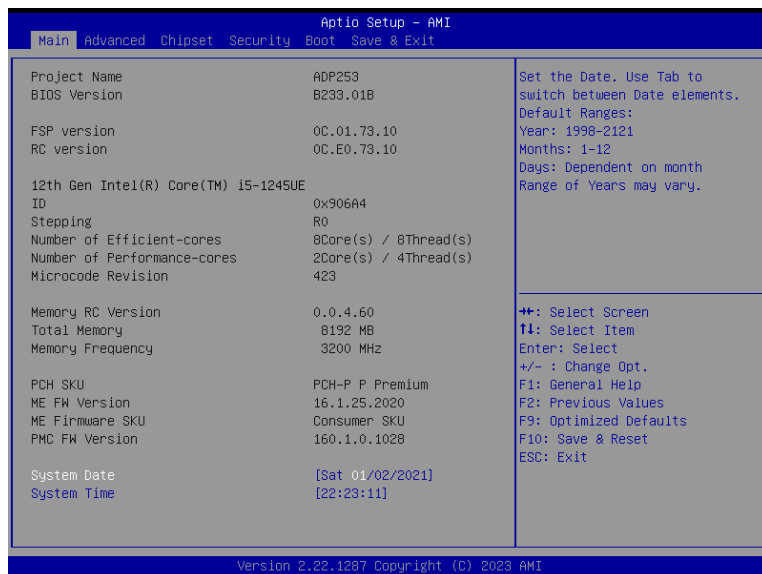 Aptio Setup – AMI
Main Advanced Chipset Security Boot Save & Exit
Project Name ADP253
BIOS Version B233.01B
FSP version 0C.01.73.10
RC version 0C.E0.73.10
12th Gen Intel(R) Core(TM) i5-1245UE
ID 0x906A4
Stepping R0
Number of Efficient-cores 8Core(s) / 8Thread(s)
Number of Performance-cores 2Core(s) / 4Thread(s)
Microcode Revision 423
Memory RC Version 0.0.4.60
Total Memory 8192 MB
Memory Frequency 3200 MHz
PCH SKU PCH-P P Premium
ME FW Version 16.1.25.2020
ME Firmware SKU Consumer SKU
PMC FW Version 160.1.0.1028
System Date [Sat 01/02/2021]
System Time [22:23:11]
Set the Date. Use Tab to
switch between Date elements.
Default Ranges:
Year: 1998-2121
Months: 1-12
Days: Dependent on month
Range of Years may vary.
→←: Select Screen
↑↓: Select Item
Enter: Select
+/- : Change Opt.
F1: General Help
F2: Previous Values
F9: Optimized Defaults
F10: Save & Reset
ESC: Exit
Version 2.22.1287 Copyright (C) 2023 AMI